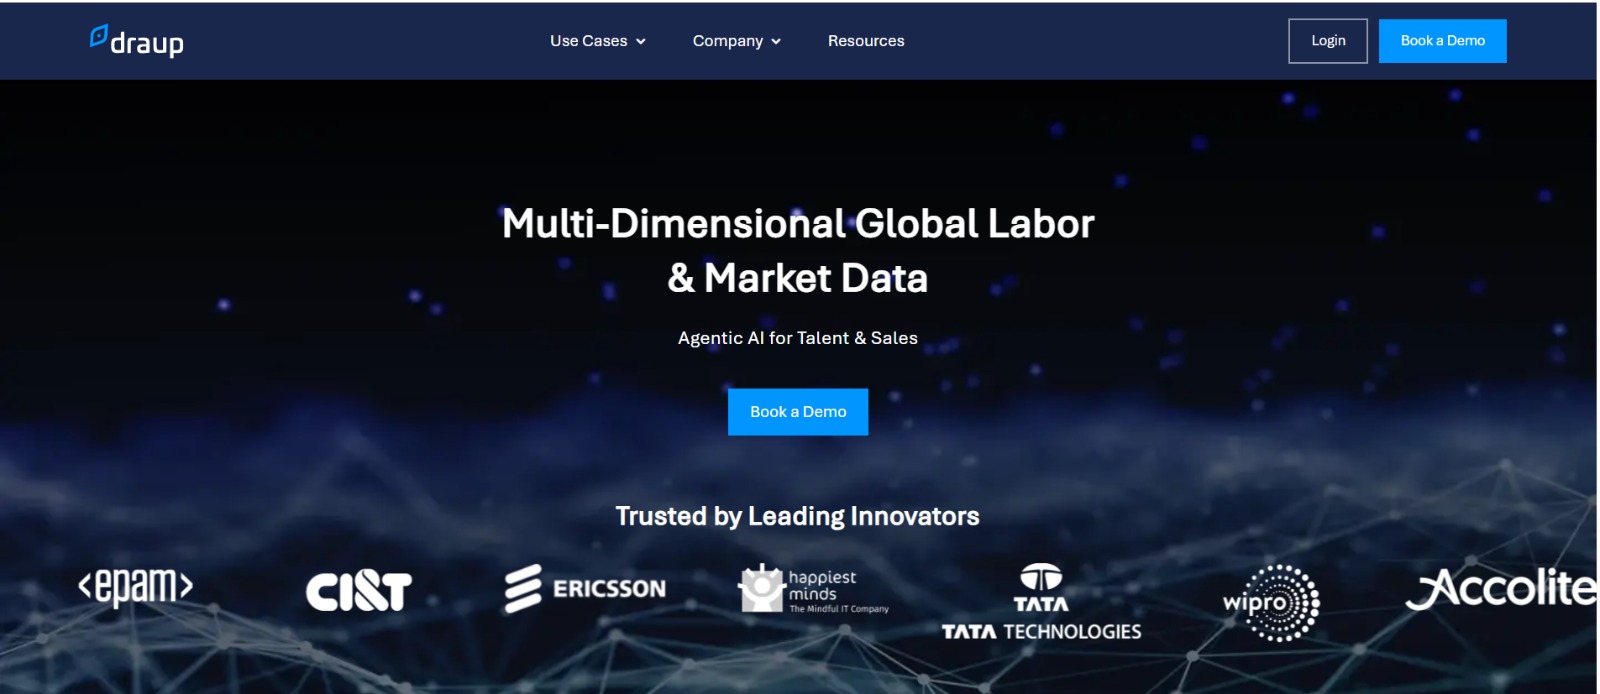 draup
Use Cases
Company
Resources
Login
Book a Demo
Multi-Dimensional Global Labor
& Market Data
Agentic AI for Talent & Sales
Book a Demo
Trusted by Leading Innovators
<epam>
CI&T
ERICSSON
happiest
minds
The Mindful IT Company
TATA
TATA TECHNOLOGIES
wipro
Accolite